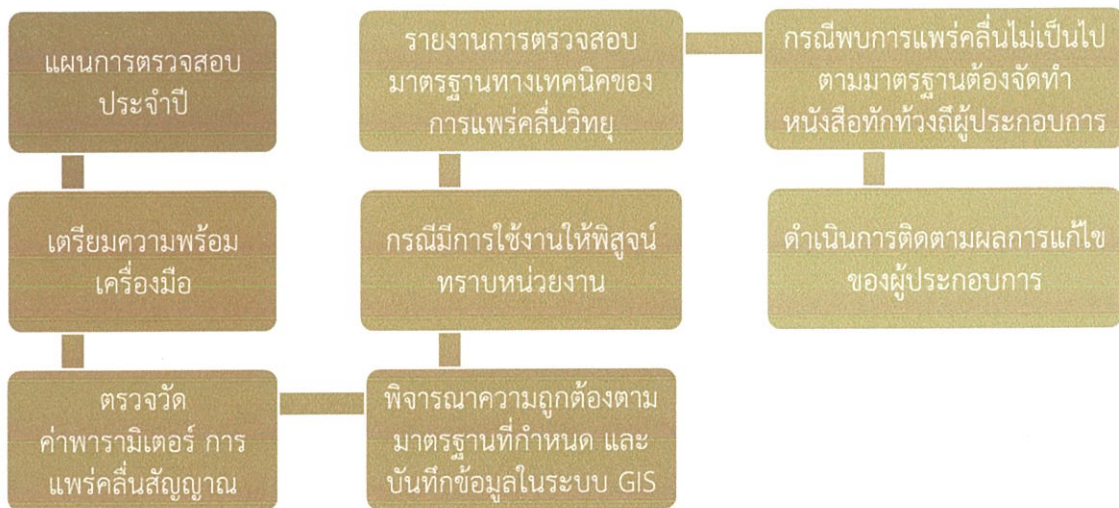 แผนการตรวจสอบ
ประจำปี
เตรียมความพร้อม
เครื่องมือ
ตรวจวัด
ค่าพารามิเตอร์ การ
แพร่คลื่นสัญญาณ
พิจารณาความถูกต้องตาม
มาตรฐานที่กำหนด และ
บันทึกข้อมูลในระบบ GIS
กรณีมีการใช้งานให้พิสูจน์
ทราบหน่วยงาน
รายงานการตรวจสอบ
มาตรฐานทางเทคนิคของ
การแพร่คลื่นวิทยุ
กรณีพบการแพร่คลื่นไม่เป็นไป
ตามมาตรฐานต้องจัดทำ
หนังสือทักท้วงถึผู้ประกอบการ
ดำเนินการติดตามผลการแก้ไข
ของผู้ประกอบการ